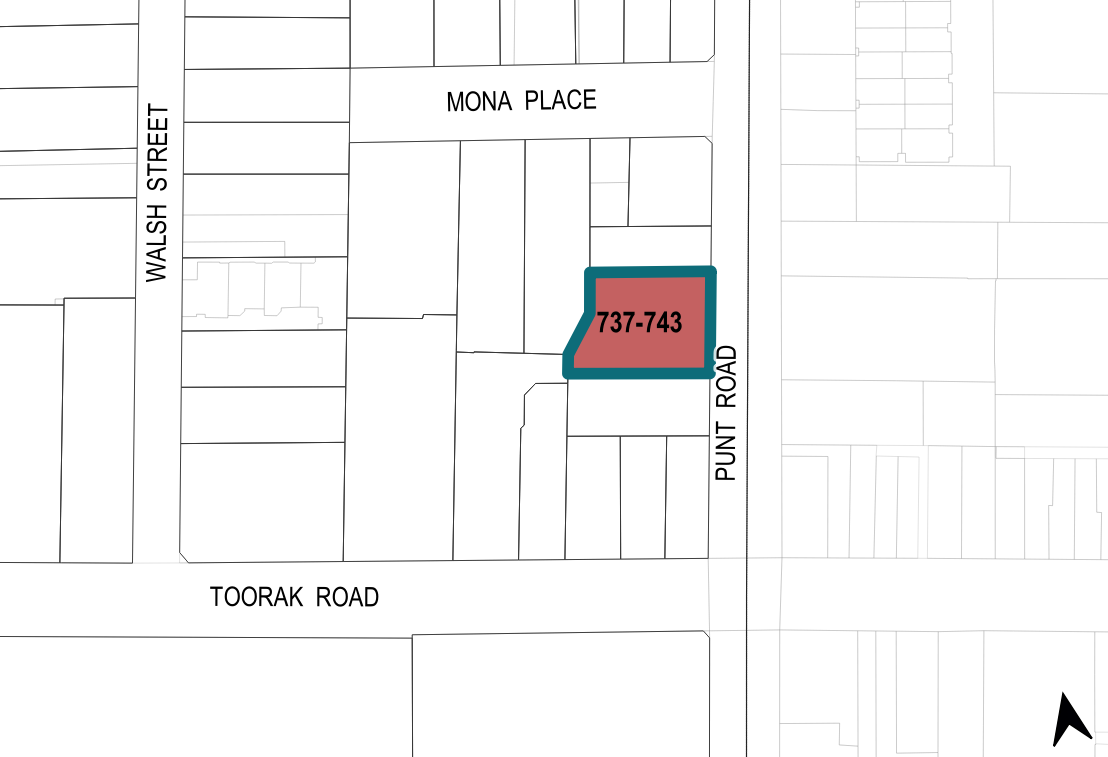 MONA PLACE
WALSH STREET
737-743
PUNT ROAD
TOORAK ROAD